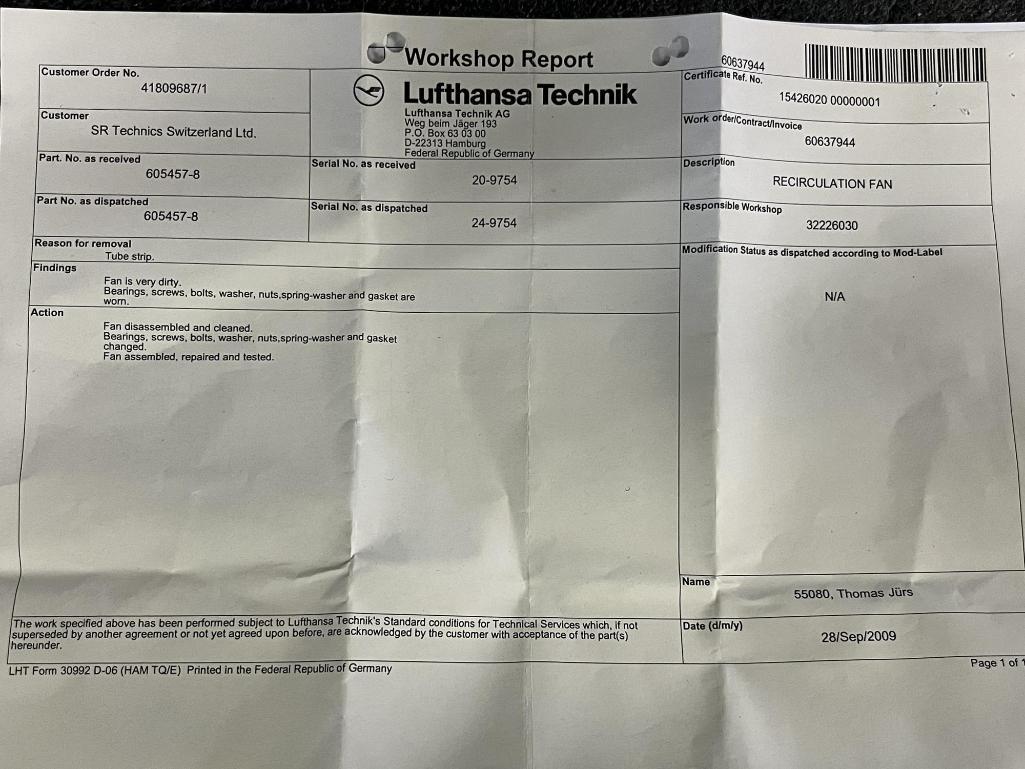 Workshop Report
60637944
Customer Order No.
41809687/1
Lufthansa Technik
Lufthansa Technik AG
Weg beim Jäger 193
P.O. Box 63 03 00
D-22313 Hamburg
Federal Republic of Germany
Certificate Ref. No.
15426020 00000001
Customer
SR Technics Switzerland Ltd.
Work order/Contract/Invoice
60637944
Part. No. as received
605457-8
Serial No. as received
20-9754
Description
RECIRCULATION FAN
Part No. as dispatched
605457-8
Serial No. as dispatched
24-9754
Responsible Workshop
32226030
Reason for removal
Tube strip.
Modification Status as dispatched according to Mod-Label
N/A
Findings
Fan is very dirty.
Bearings, screws, bolts, washer, nuts,spring-washer and gasket are
worn.
Action
Fan disassembled and cleaned.
Bearings, screws, bolts, washer, nuts,spring-washer and gasket
changed.
Fan assembled, repaired and tested.
Name
55080, Thomas Jürs
The work specified above has been performed subject to Lufthansa Technik's Standard conditions for Technical Services which, if not
superseded by another agreement or not yet agreed upon before, are acknowledged by the customer with acceptance of the part(s)
hereunder.
Date (d/m/y)
28/Sep/2009
LHT Form 30992 D-06 (HAM TQ/E) Printed in the Federal Republic of Germany
Page 1 of 1